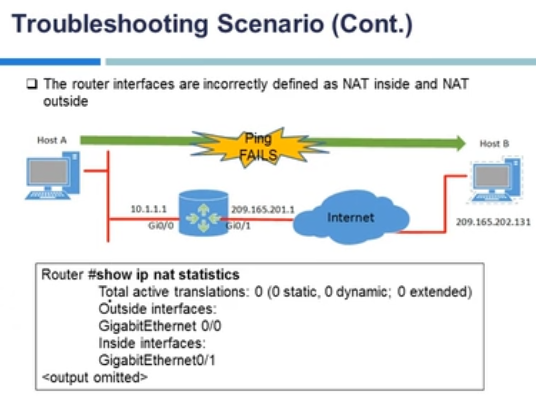 Troubleshooting Scenario (Cont.)
The router interfaces are incorrectly defined as NAT inside and NAT
outside
Host A
Ping
FAILS
Host B
10.1.1.1
209.165.201.1
Internet
Gi0/0
Gi0/1
209.165.202.131
Router #show ip nat statistics
Total active translations: 0 (0 static, 0 dynamic; 0 extended)
Outside interfaces:
GigabitEthernet 0/0
Inside interfaces:
GigabitEthernet0/1
<output omitted>